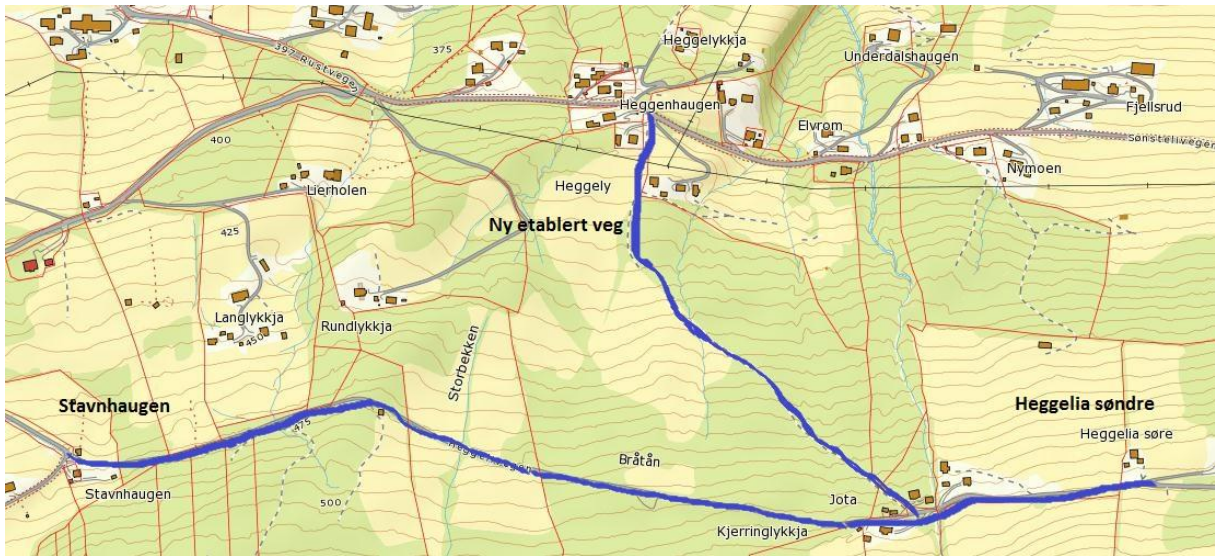 397 Rustvegen
375
Heggelykkja
Underdalshaugen
Heggenhaugen
Fjellsrud
Elvrom
400
Sønstelivegen
Nymoen
Lierholen
Heggely
Ny etablert veg
425
Langlykkja
Rundlykkja
450
Storbekken
Stavnhaugen
Heggelia søndre
475
Heggelivegen
Heggelia søre
Bråtån
Stavnhaugen
500
Jota
Kjerringlykkja